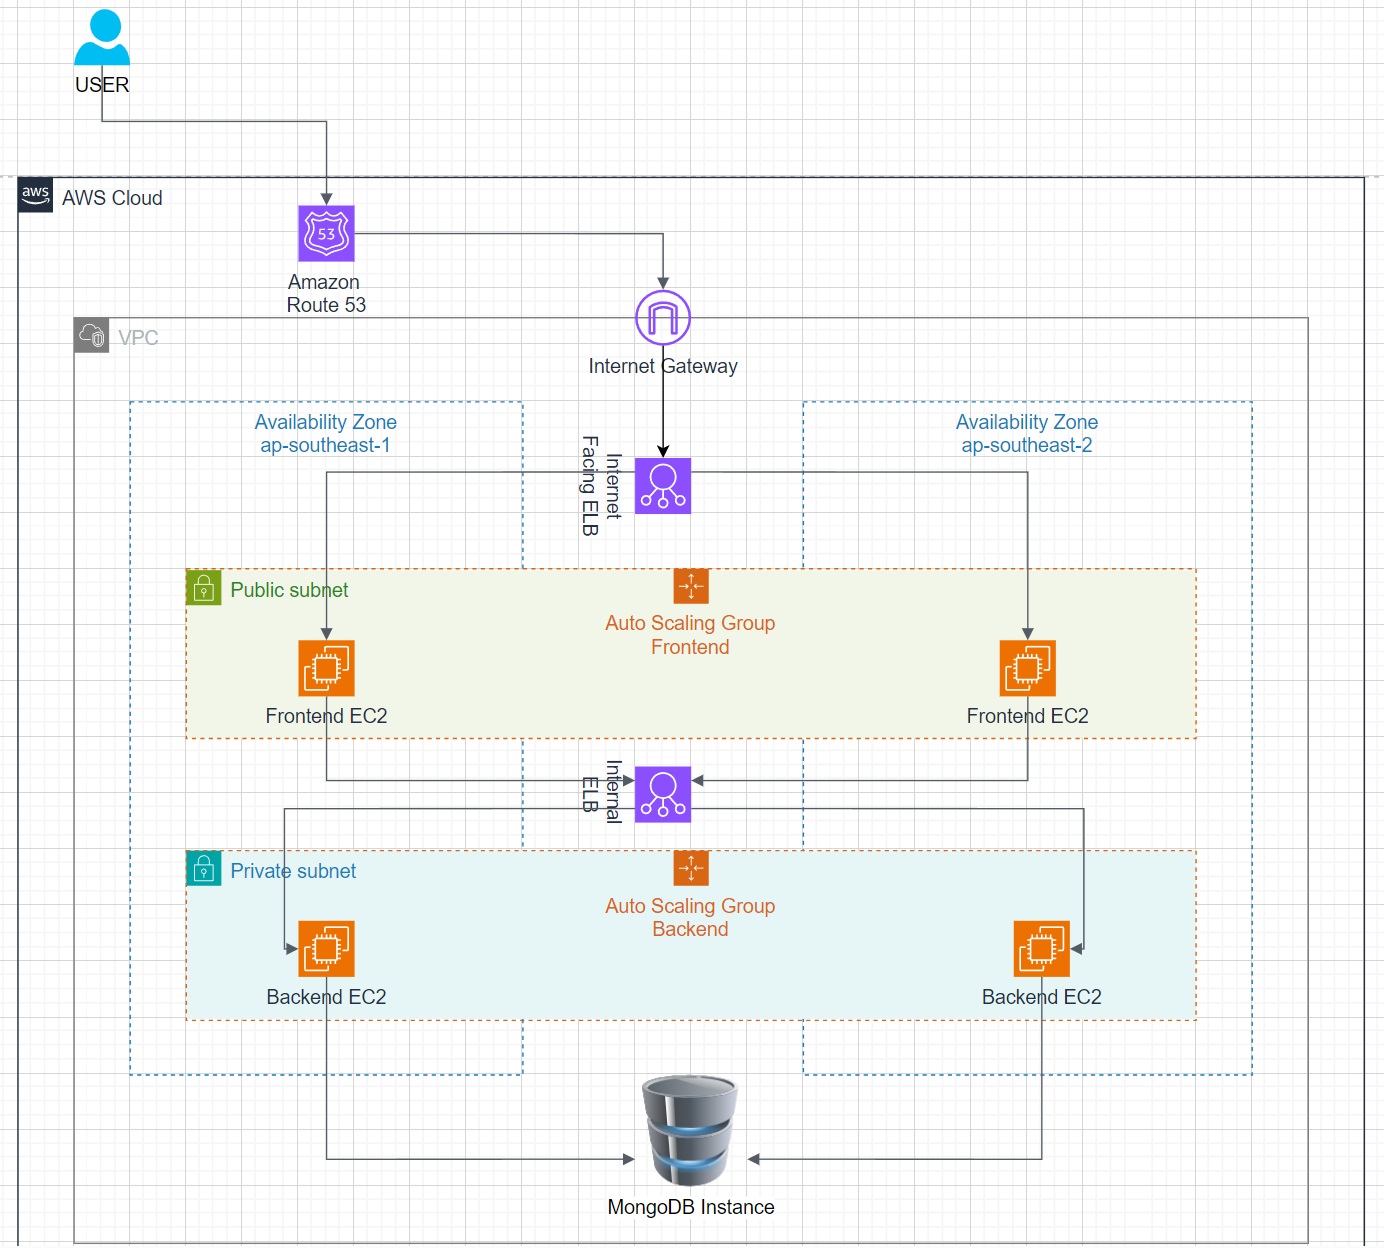 USER
aws
AWS Cloud
53
Amazon
Route 53
VPC
Internet Gateway
Availability Zone
ap-southeast-1
Availability Zone
ap-southeast-2
Internet
Facing ELB
Public subnet
Auto Scaling Group
Frontend
Frontend EC2
Frontend EC2
Internal
ELB
Private subnet
Auto Scaling Group
Backend
Backend EC2
Backend EC2
MongoDB Instance